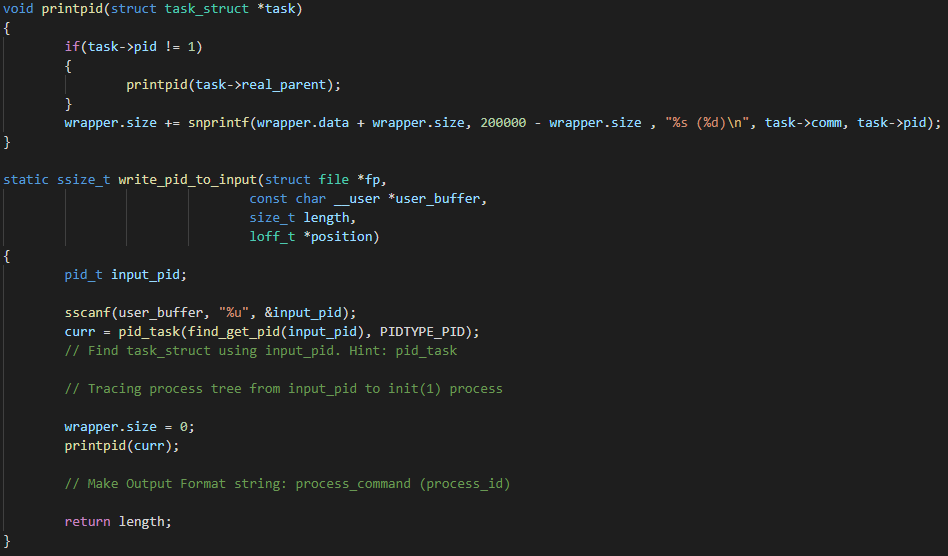 void printpid(struct task_struct *task)
{
if(task->pid != 1)
{
printpid(task->real_parent);
}
wrapper.size += snprintf(wrapper.data + wrapper.size, 200000 - wrapper.size , "%s (%d)\n", task->comm, task->pid);
}
static ssize_t write_pid_to_input(struct file *fp,
const char __user *user_buffer,
size_t length,
loff_t *position)
{
pid_t input_pid;
sscanf(user_buffer, "%u", &input_pid);
curr = pid_task(find_get_pid(input_pid), PIDTYPE_PID);
// Find task_struct using input_pid. Hint: pid_task
// Tracing process tree from input_pid to init(1) process
wrapper.size = 0;
printpid(curr);
// Make Output Format string: process_command (process_id)
return length;
}